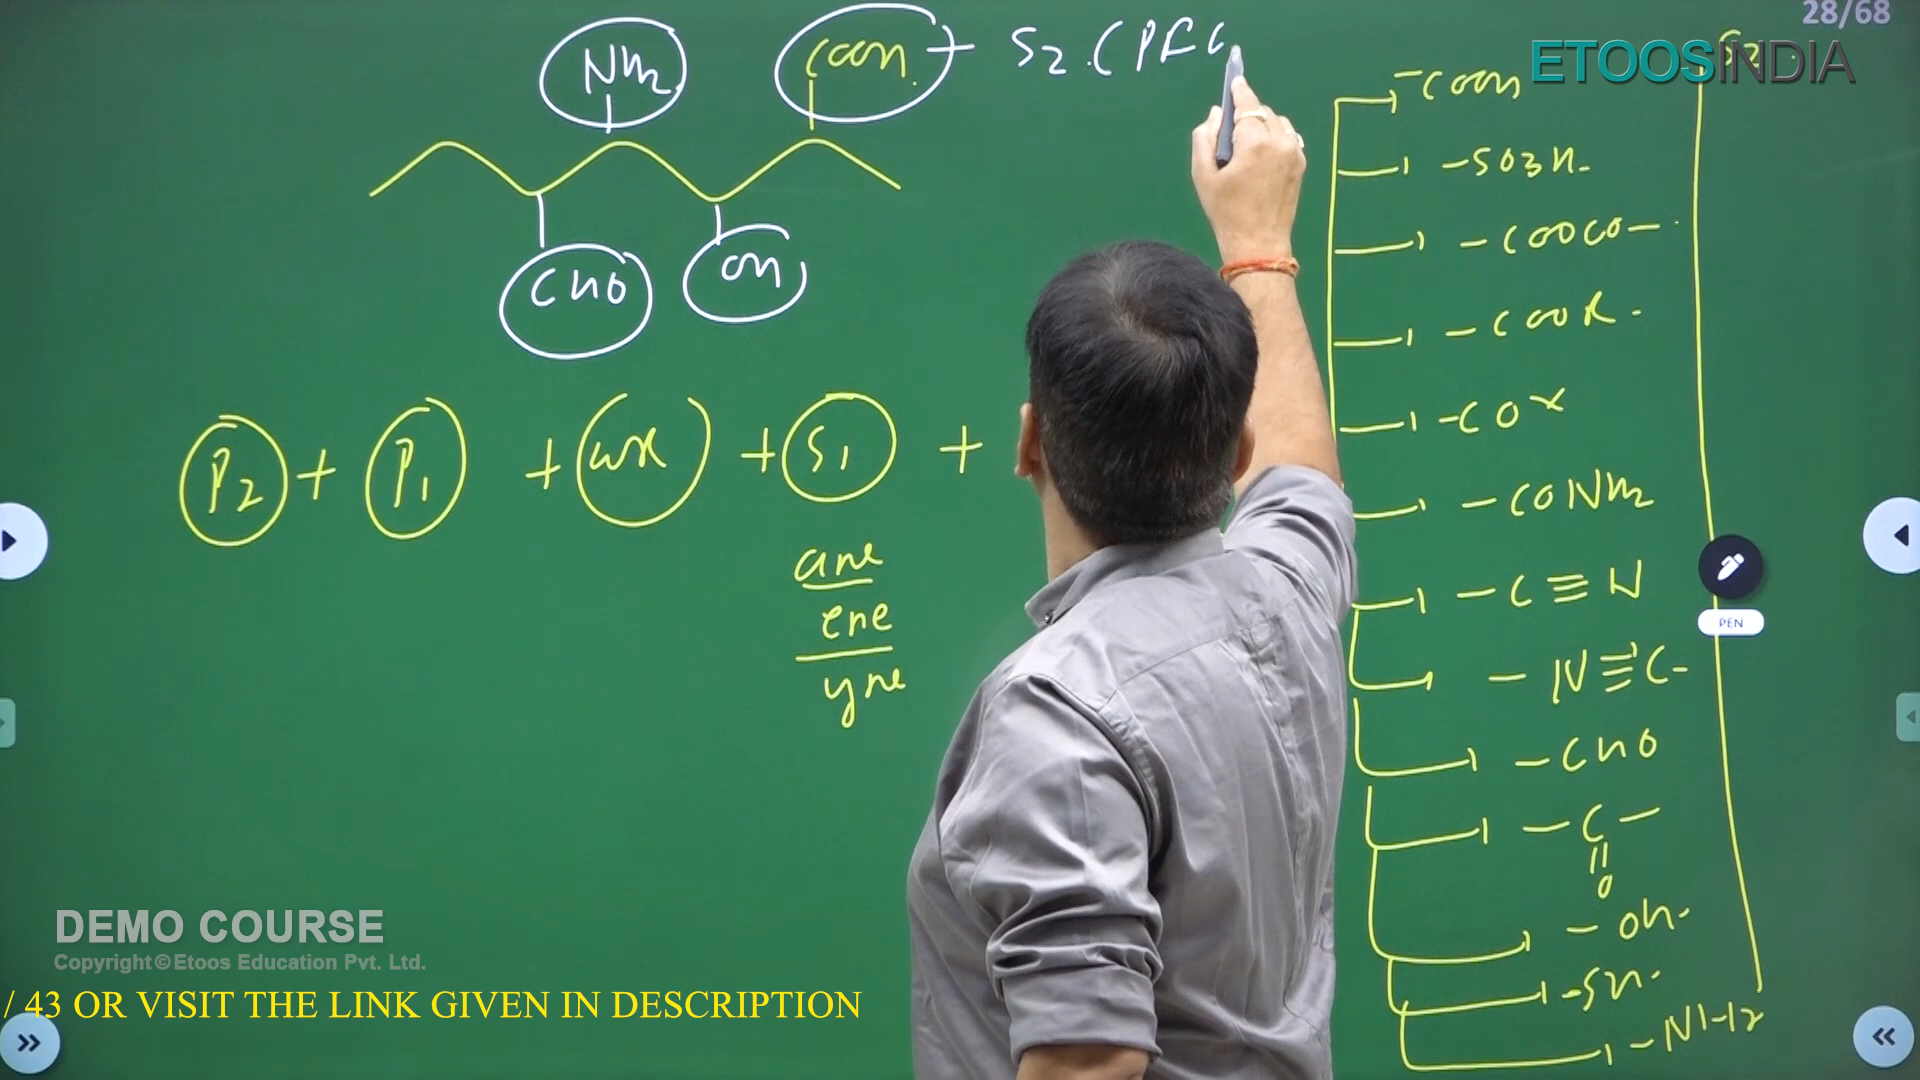 28/68
ETOOSINDIA
S2
NH2
COOH + S2 (PFG
CHO
OH
P2 + P1 + WR + S1 +
ane
ene
yne
-COOH
-SO3H-
-COOCO-
-COOR-
-COX
-CONH2
-C≡N
-N≡C-
-CHO
-C-
||
O
-OH-
-SH-
-NH2
PEN
DEMO COURSE
Copyright © Etoos Education Pvt. Ltd.
/ 43 OR VISIT THE LINK GIVEN IN DESCRIPTION